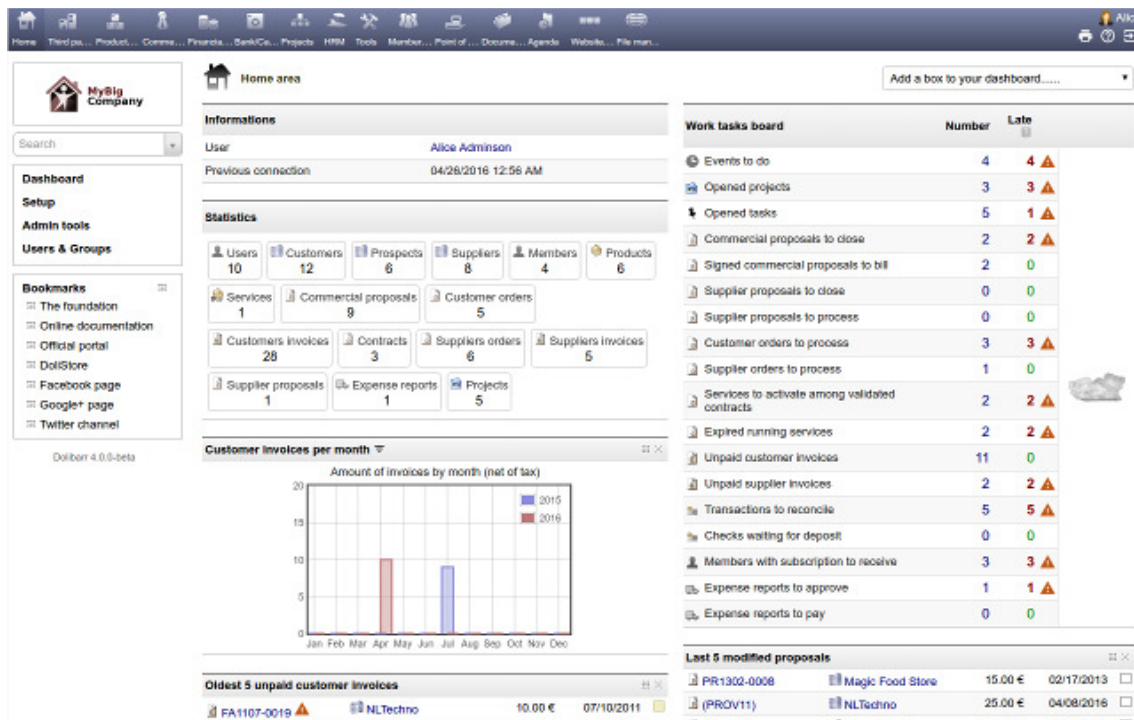 Home Third pa... Product... Comme... Financia... Bank/Ca... Projects HRM Tools Member... Point of ... Docume... Agenda Website... File man...
Alic
MyBig
Company
Search
Dashboard
Setup
Admin tools
Users & Groups
Bookmarks
The foundation
Online documentation
Official portal
DoliStore
Facebook page
Google+ page
Twitter channel
Dolibarr 4.0.0-beta
Home area
Add a box to your dashboard......
Informations
User Alice Adminson
Previous connection 04/26/2016 12:56 AM
Statistics
Users Customers Prospects Suppliers Members Products
10 12 6 8 4 6
Services Commercial proposals Customer orders
1 9 5
Customers invoices Contracts Suppliers orders Suppliers invoices
28 3 6 5
Supplier proposals Expense reports Projects
1 1 5
Customer invoices per month
Amount of invoices by month (net of tax)
20
15
10
5
0
2015
2016
Jan Feb Mar Apr May Jun Jul Aug Sep Oct Nov Dec
Oldest 5 unpaid customer invoices
FA1107-0019 NLTechno 10.00 € 07/10/2011
Work tasks board Number Late
Events to do 4 4
Opened projects 3 3
Opened tasks 5 1
Commercial proposals to close 2 2
Signed commercial proposals to bill 2 0
Supplier proposals to close 0 0
Supplier proposals to process 0 0
Customer orders to process 3 3
Supplier orders to process 1 0
Services to activate among validated
contracts 2 2
Expired running services 2 2
Unpaid customer invoices 11 0
Unpaid supplier invoices 2 2
Transactions to reconcile 5 5
Checks waiting for deposit 0 0
Members with subscription to receive 3 3
Expense reports to approve 1 1
Expense reports to pay 0 0
Last 5 modified proposals
PR1302-0008 Magic Food Store 15.00 € 02/17/2013
(PROV11) NLTechno 25.00 € 04/08/2016